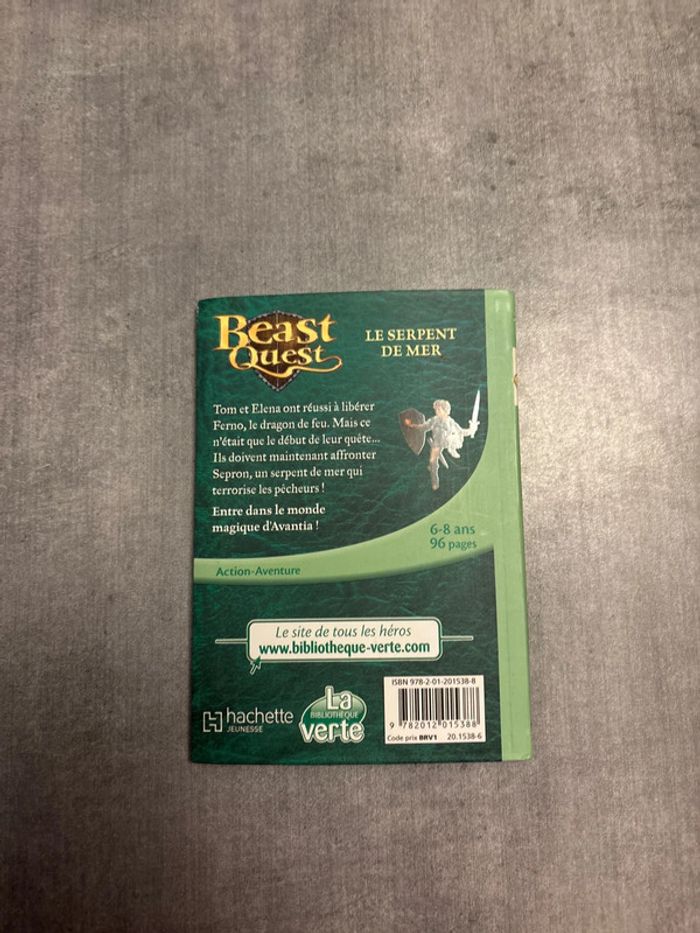 Beast
Quest
LE SERPENT
DE MER
Tom et Elena ont réussi à libérer
Ferno, le dragon de feu. Mais ce
n'était que le début de leur quête...
Ils doivent maintenant affronter
Sepron, un serpent de mer qui
terrorise les pêcheurs !
Entre dans le monde
magique d'Avantia !
6-8 ans
96 pages
Action-Aventure
Le site de tous les héros
www.bibliotheque-verte.com
ISBN 978-2-01-201538-8
9 782012 015388
Code prix BRV1 20.1538-6
hachette
JEUNESSE
La
BIBLIOTHÈQUE
verte